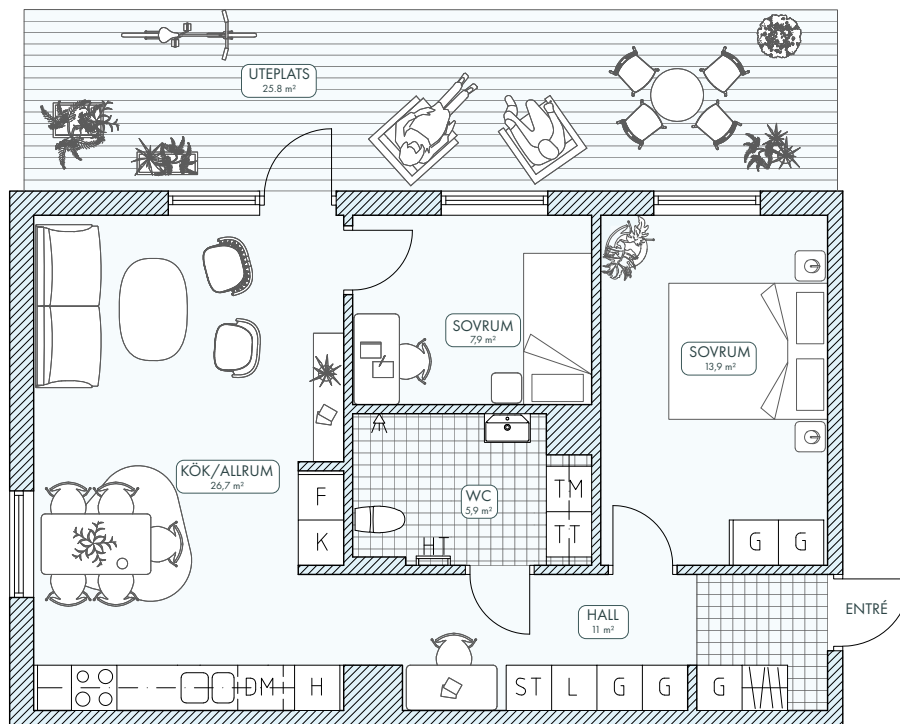 UTEPLATS
25.8 m²
SOVRUM
7,9 m²
SOVRUM
13,9 m²
KÖK/ALLRUM
26,7 m²
F
K
WC
5,9 m²
TM
TT
HT
G G
HALL
11 m²
ENTRÉ
DM H
ST L G G G